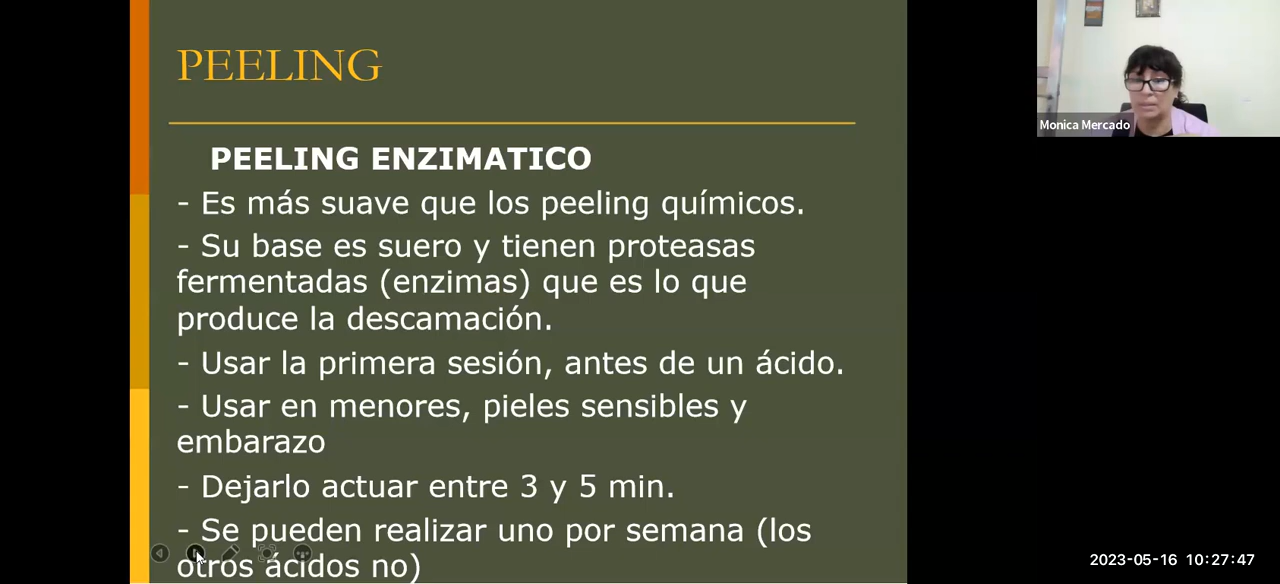 PEELING
PEELING ENZIMATICO
- Es más suave que los peeling químicos.
- Su base es suero y tienen proteasas
fermentadas (enzimas) que es lo que
produce la descamación.
- Usar la primera sesión, antes de un ácido.
- Usar en menores, pieles sensibles y
embarazo
- Dejarlo actuar entre 3 y 5 min.
- Se pueden realizar uno por semana (los
otros ácidos no)
Monica Mercado
2023-05-16 10:27:47